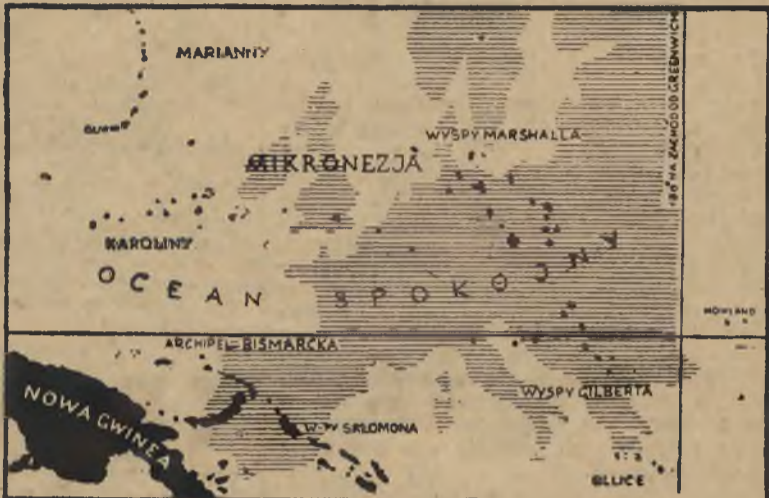 MARIANNY
GUAM
WYSPY MARSHALLA
MIKRONEZJA
KAROLINY
OCEAN SPOKOJNY
180° NA ZACHÓD OD GREENWICH
HOWLAND
ARCHIPEL=BISMARCKA
NOWA GWINEA
WYSPY GILBERTA
W-PY SALOMONA
ELLICE